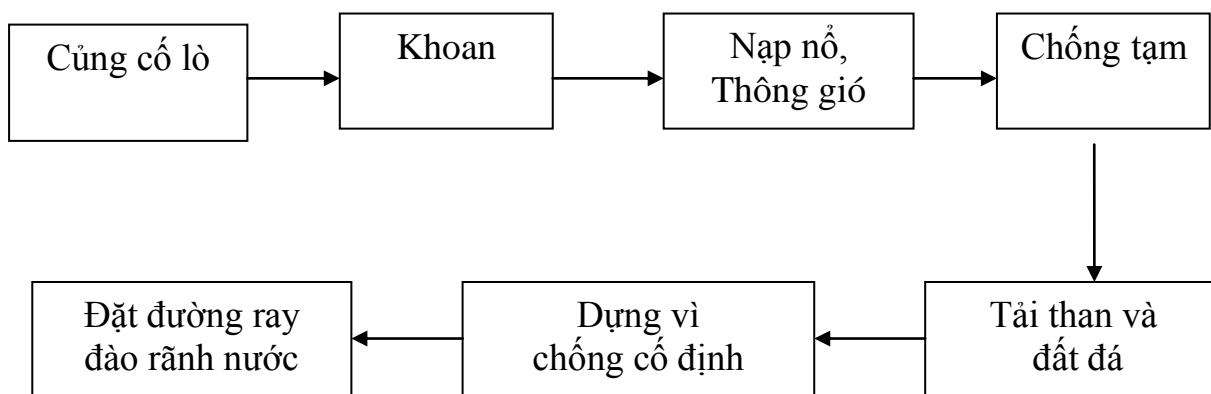 Củng cố lò
Khoan
Nạp nổ,
Thông gió
Chống tạm
Tải than và
đất đá
Dựng vì
chống cố định
Đặt đường ray
đào rãnh nước